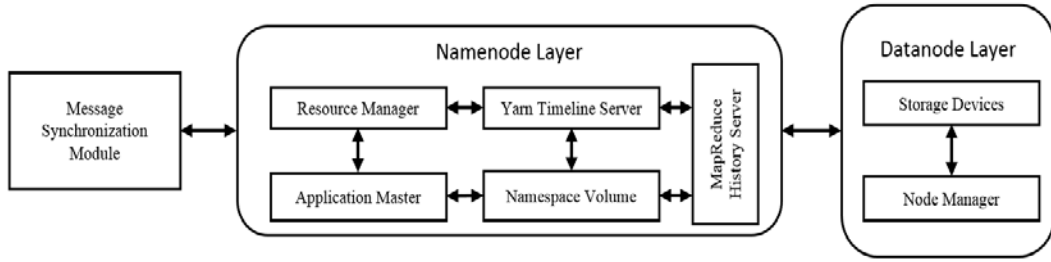 Message
Synchronization
Module
Namenode Layer
Resource Manager
Yarn Timeline Server
Application Master
Namespace Volume
MapReduce
History Server
Datanode Layer
Storage Devices
Node Manager